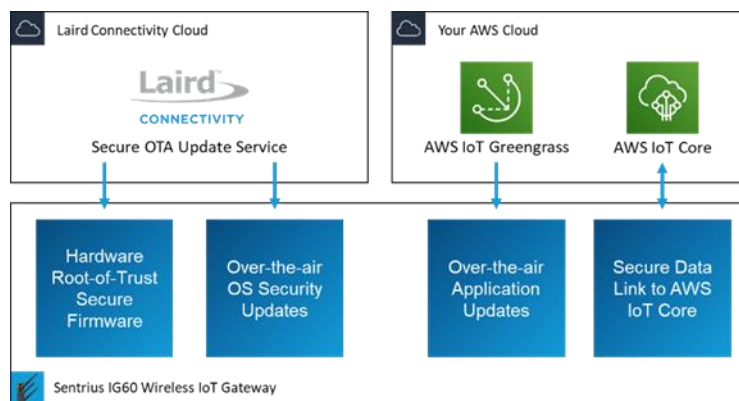 Laird Connectivity Cloud
Laird™
CONNECTIVITY
Secure OTA Update Service
Your AWS Cloud
AWS IoT Greengrass
AWS IoT Core
Hardware
Root-of-Trust
Secure
Firmware
Over-the-air
OS Security
Updates
Over-the-air
Application
Updates
Secure Data
Link to AWS
IoT Core
Sentrius IG60 Wireless IoT Gateway